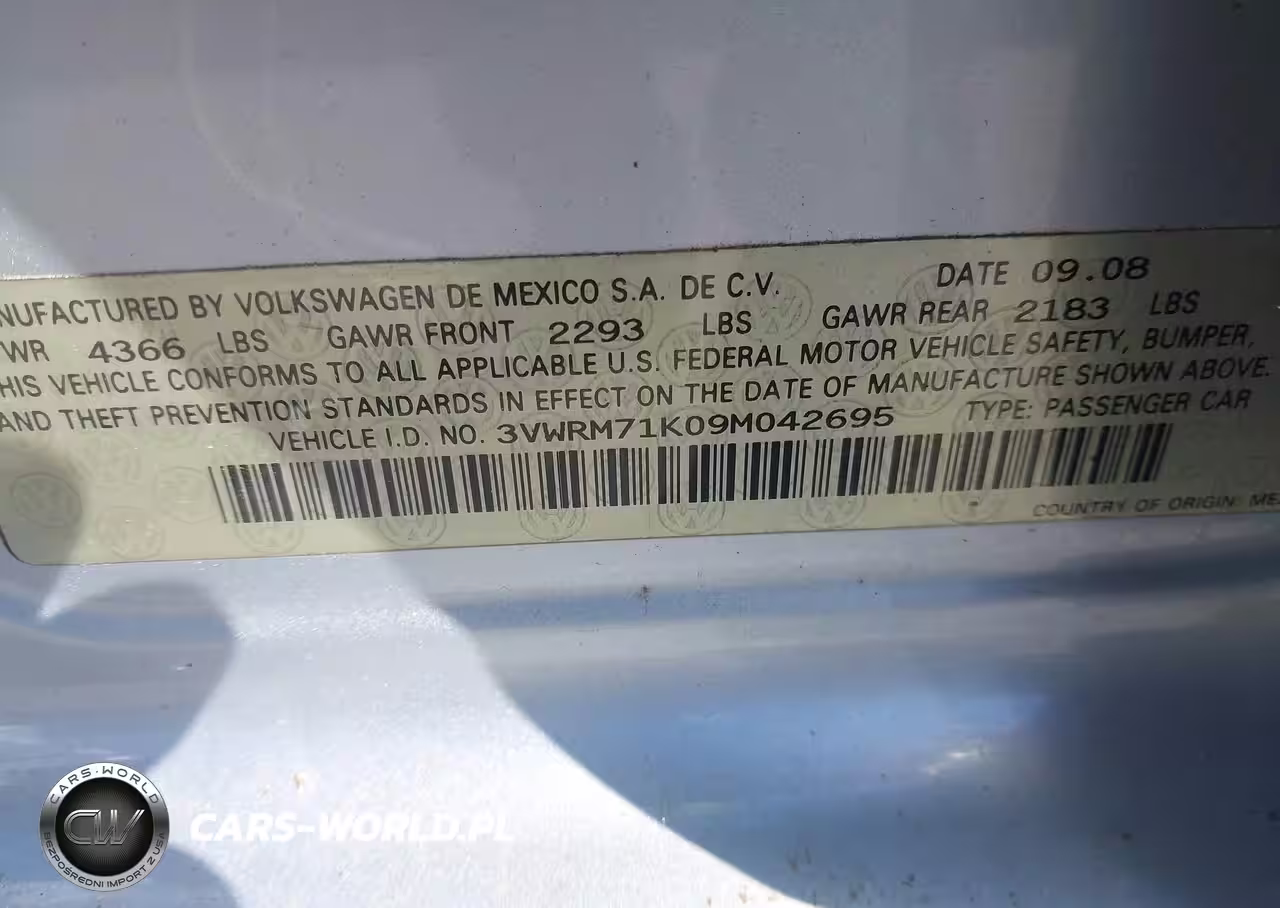 NUFACTURED BY VOLKSWAGEN DE MEXICO S.A. DE C.V. DATE 09.08
WR 4366 LBS GAWR FRONT 2293 LBS GAWR REAR 2183 LBS
HIS VEHICLE CONFORMS TO ALL APPLICABLE U.S. FEDERAL MOTOR VEHICLE SAFETY, BUMPER,
AND THEFT PREVENTION STANDARDS IN EFFECT ON THE DATE OF MANUFACTURE SHOWN ABOVE.
VEHICLE I.D. NO. 3VWRM71K09M042695 TYPE: PASSENGER CAR
COUNTRY OF ORIGIN: ME
CARS-WORLD
CW
BEZPOŚREDNI IMPORT Z USA
CARS-WORLD.PL